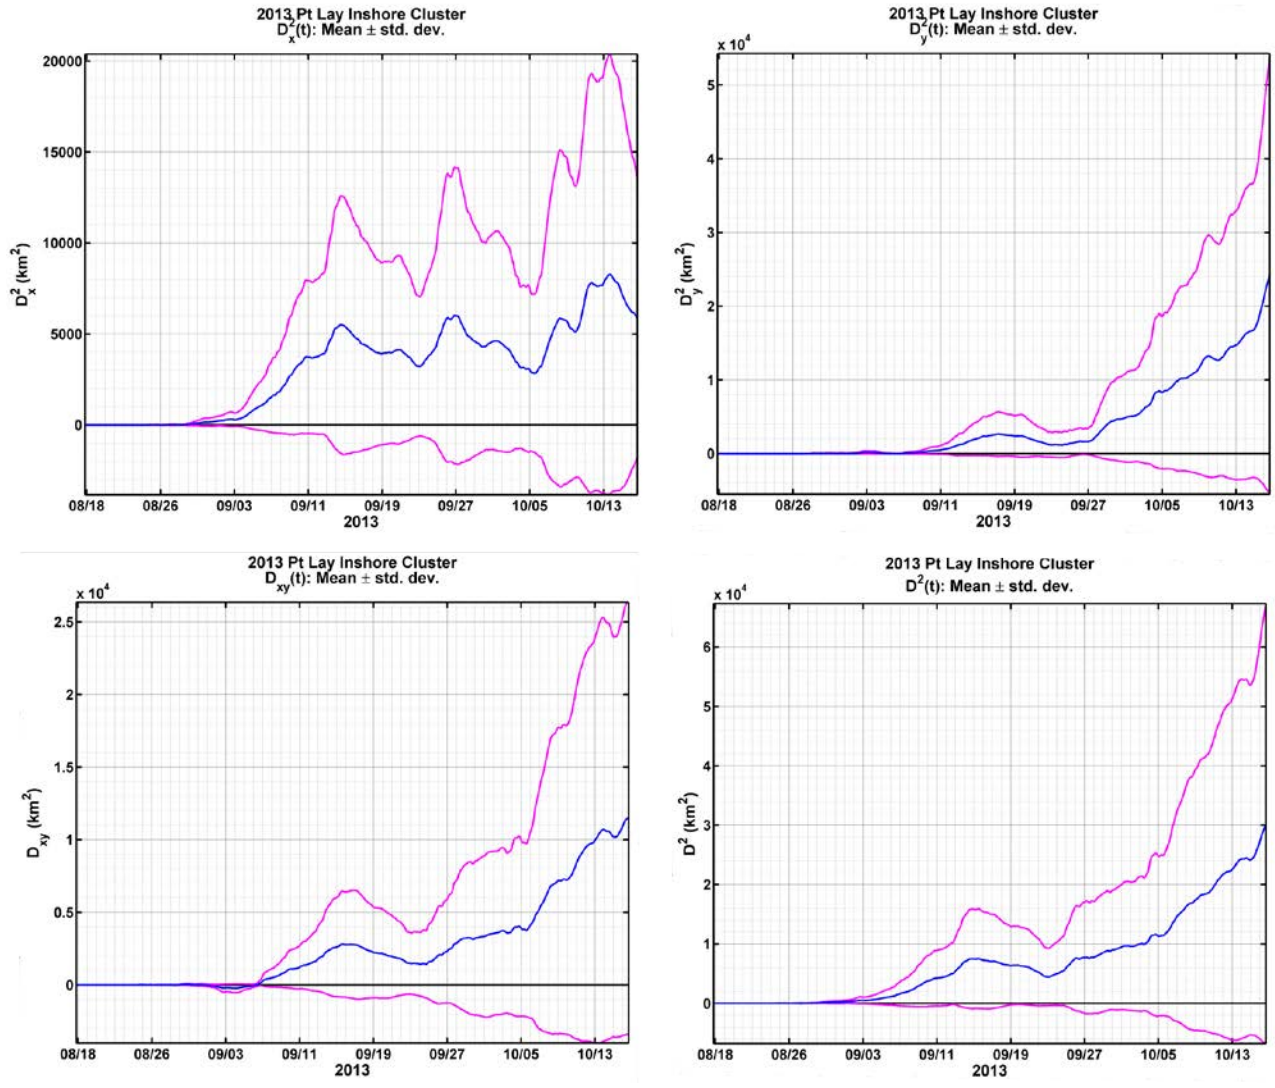 2013 Pt Lay Inshore Cluster
D²ₓ(t): Mean ± std. dev.
20000
15000
10000
5000
0
D²ₓ (km²)
08/18 08/26 09/03 09/11 09/19 09/27 10/05 10/13
2013
2013 Pt Lay Inshore Cluster
D²ᵧ(t): Mean ± std. dev.
x 10⁴
5
4
3
2
1
0
D²ᵧ (km²)
08/18 08/26 09/03 09/11 09/19 09/27 10/05 10/13
2013
2013 Pt Lay Inshore Cluster
Dxy(t): Mean ± std. dev.
x 10⁴
2.5
2
1.5
1
0.5
0
Dxy (km²)
08/18 08/26 09/03 09/11 09/19 09/27 10/05 10/13
2013
2013 Pt Lay Inshore Cluster
D²(t): Mean ± std. dev.
x 10⁴
6
5
4
3
2
1
0
D² (km²)
08/18 08/26 09/03 09/11 09/19 09/27 10/05 10/13
2013